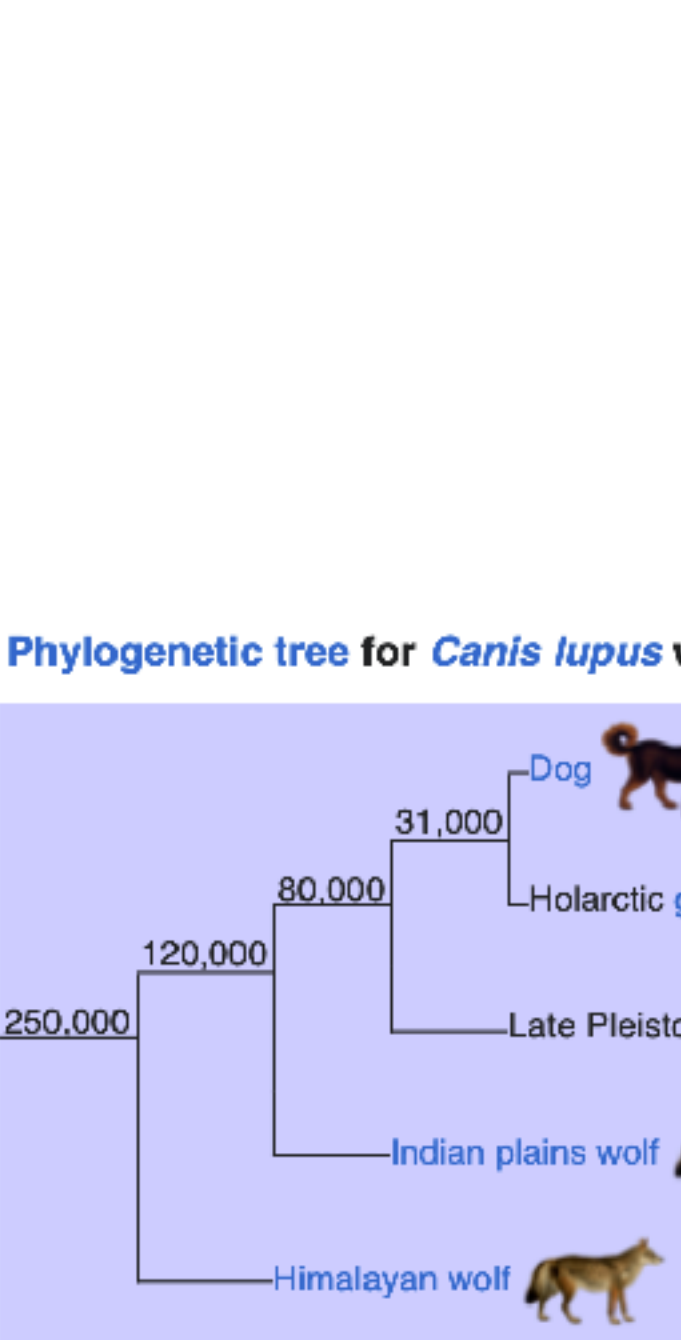 Phylogenetic tree for Canis lupus
Dog
31,000
80,000
Holarctic
120,000
250,000
Late
Indian plains wolf
Himalayan wolf